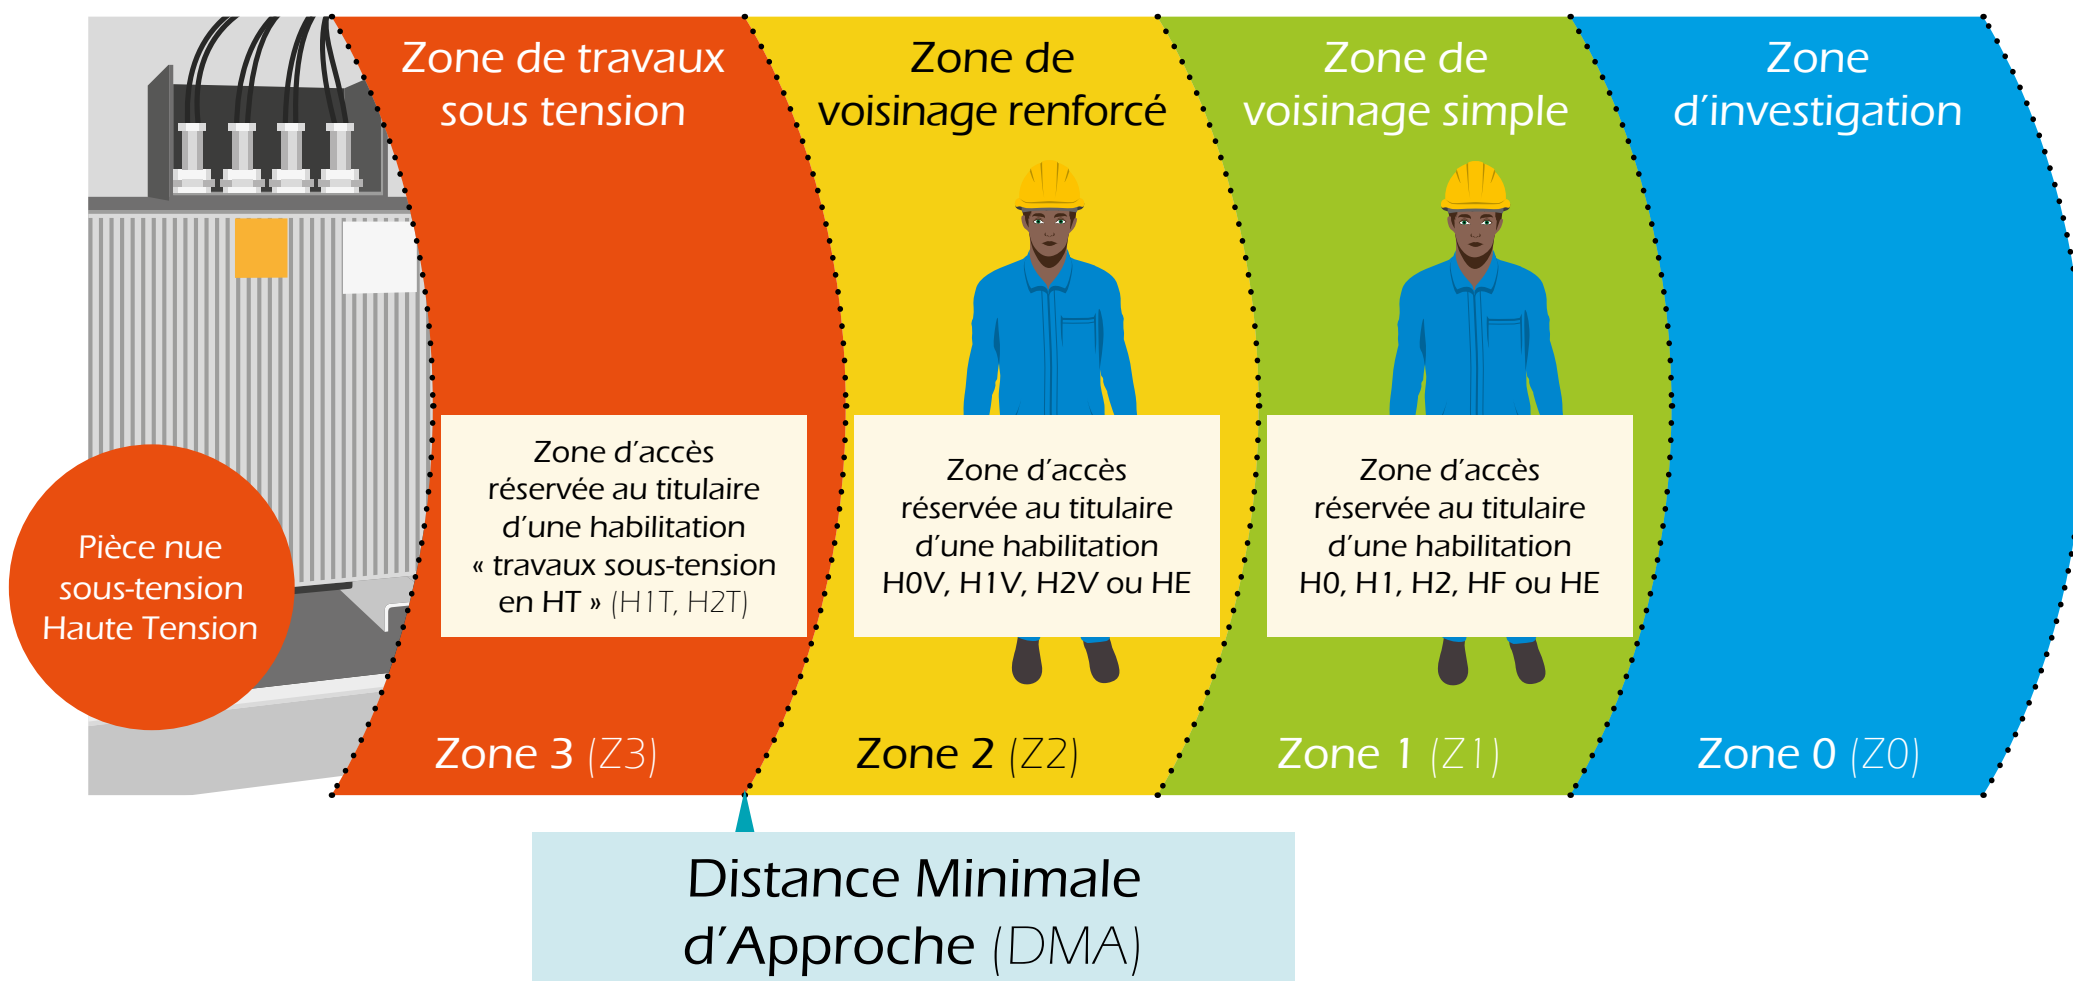 Zone de travaux
sous tension
Zone de
voisinage renforcé
Zone de
voisinage simple
Zone
d'investigation
Pièce nue
sous-tension
Haute Tension
Zone d'accès
réservée au titulaire
d'une habilitation
« travaux sous-tension
en HT » (H1T, H2T)
Zone d'accès
réservée au titulaire
d'une habilitation
H0V, H1V, H2V ou HE
Zone d'accès
réservée au titulaire
d'une habilitation
H0, H1, H2, HF ou HE
Zone 3 (Z3)
Zone 2 (Z2)
Zone 1 (Z1)
Zone 0 (Z0)
Distance Minimale
d'Approche (DMA)